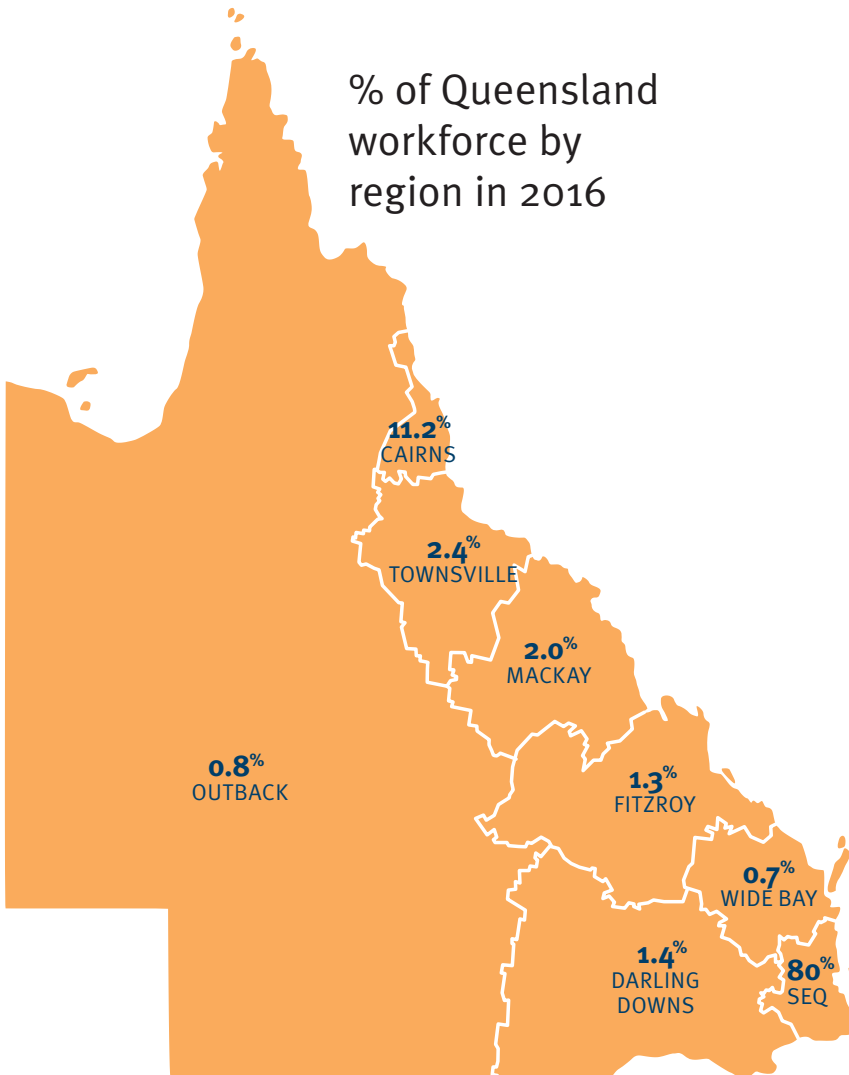 % of Queensland
workforce by
region in 2016
11.2%
CAIRNS
2.4%
TOWNSVILLE
2.0%
MACKAY
0.8%
OUTBACK
1.3%
FITZROY
0.7%
WIDE BAY
1.4%
DARLING
DOWNS
80%
SEQ